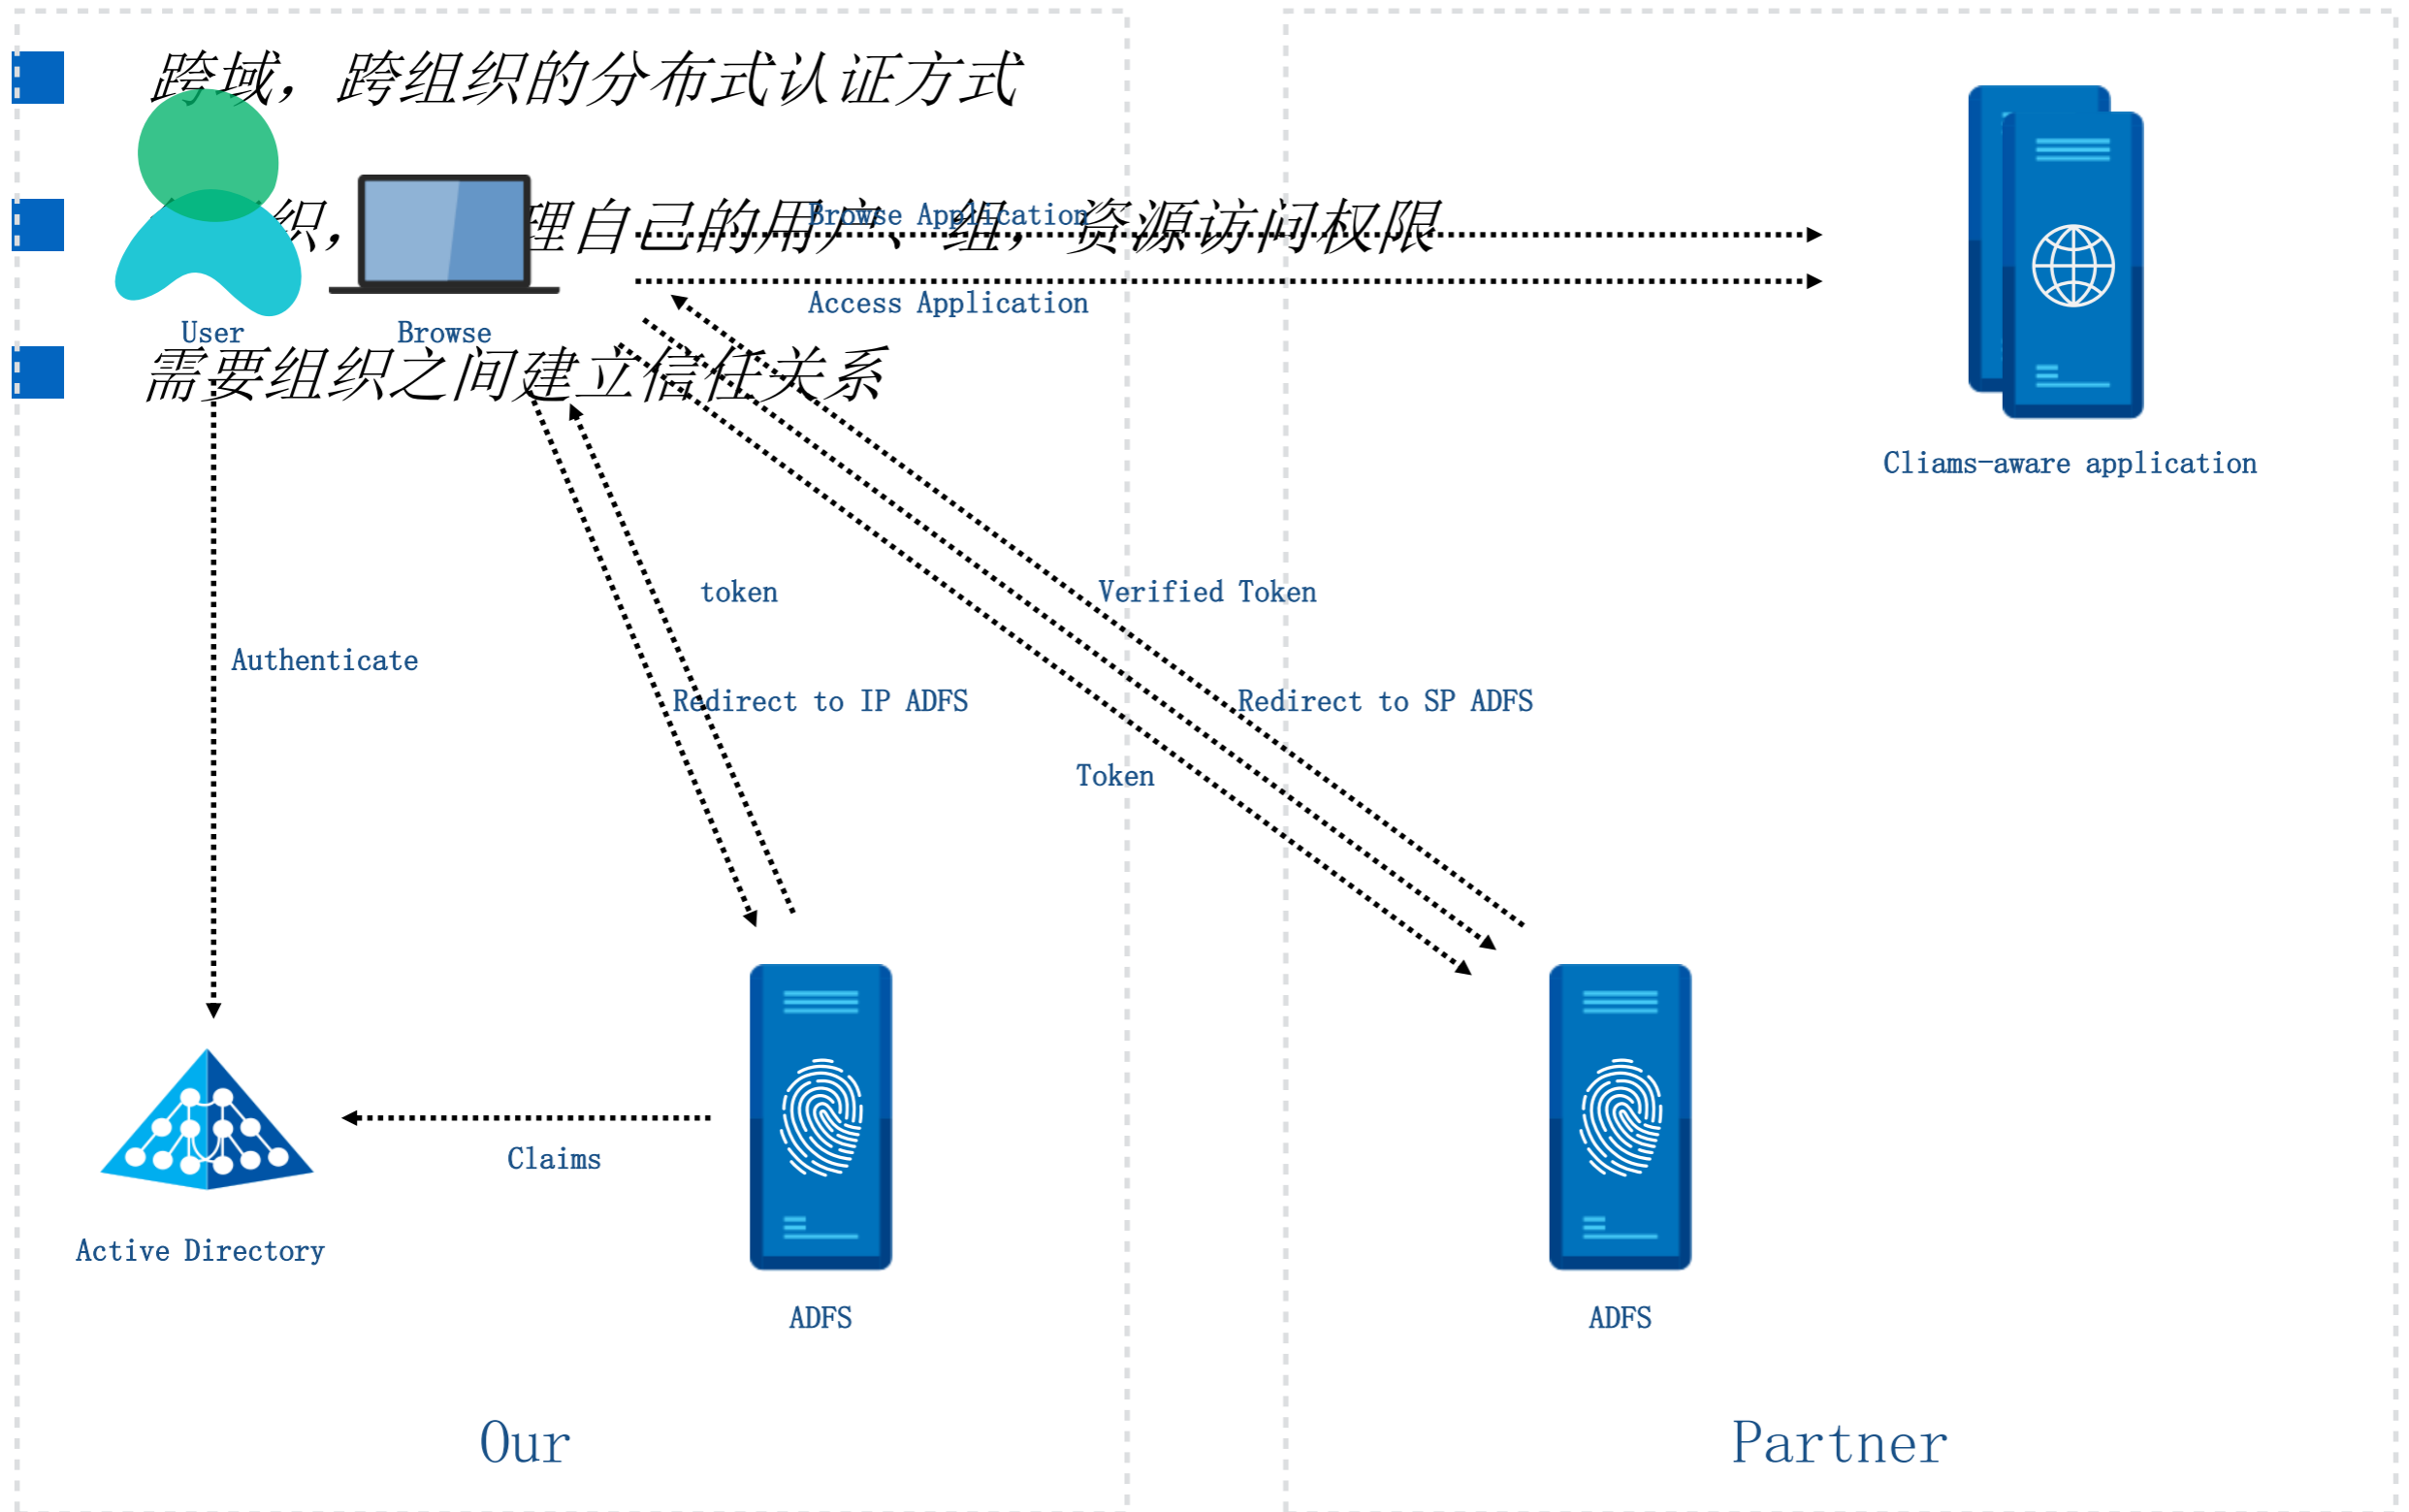 跨域，跨组织的分布式认证方式
织，
理自己的用户、组，资源访问权限
Browse Application
Access Application
User
Browse
需要组织之间建立信任关系
Cliams-aware application
token
Verified Token
Authenticate
Redirect to IP ADFS
Redirect to SP ADFS
Token
Claims
Active Directory
ADFS
ADFS
Our
Partner